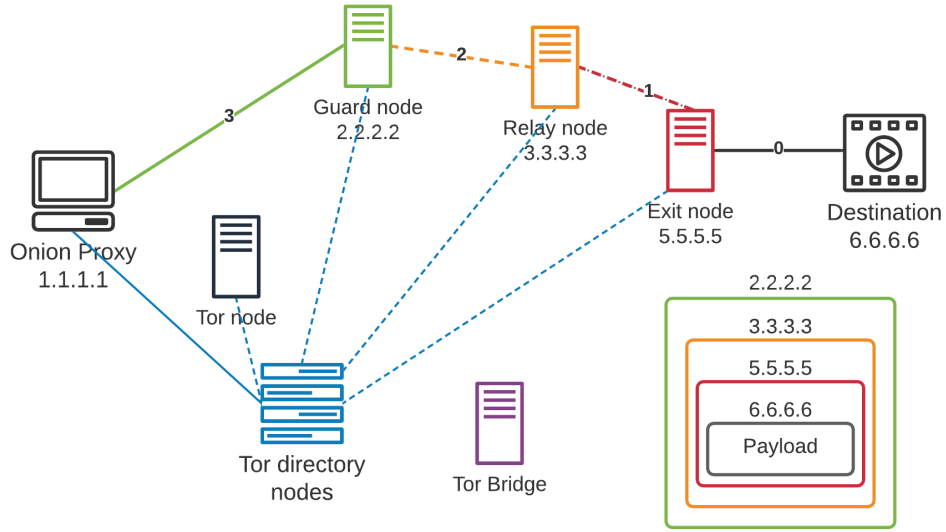 2
3
1
0
Guard node
2.2.2.2
Relay node
3.3.3.3
Exit node
5.5.5.5
Destination
6.6.6.6
Onion Proxy
1.1.1.1
Tor node
Tor directory
nodes
Tor Bridge
2.2.2.2
3.3.3.3
5.5.5.5
6.6.6.6
Payload